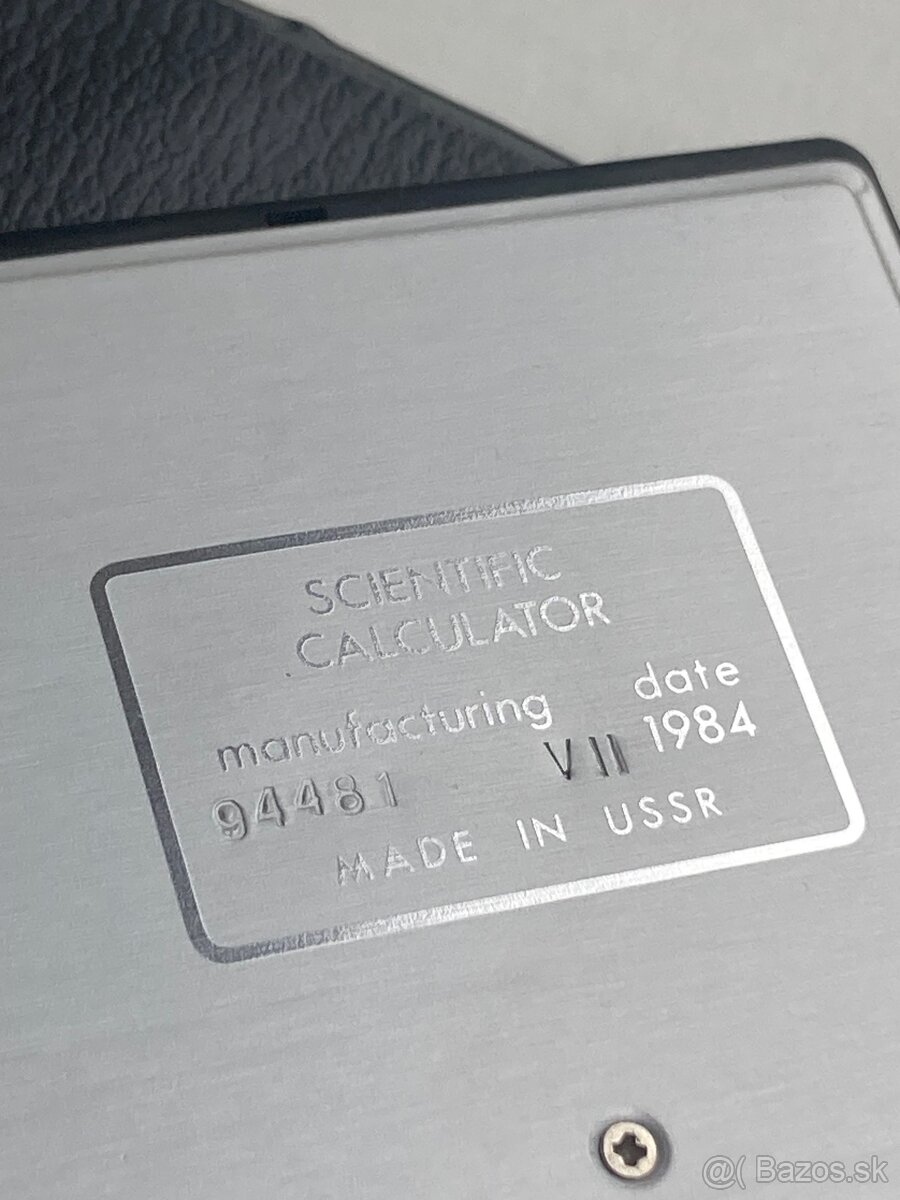 SCIENTIFIC
CALCULATOR
manufacturing date
94481 VII 1984
MADE IN USSR
@( Bazos.sk